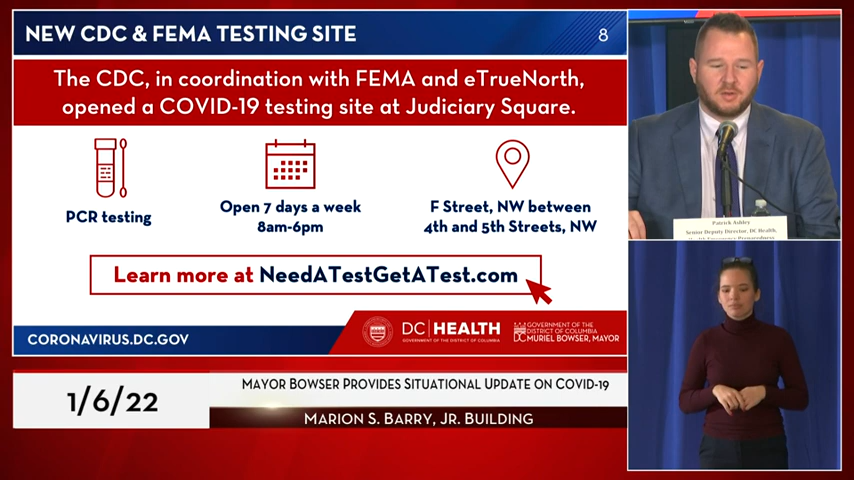 NEW CDC & FEMA TESTING SITE
8
The CDC, in coordination with FEMA and eTrueNorth,
opened a COVID-19 testing site at Judiciary Square.
PCR testing
Open 7 days a week
8am-6pm
F Street, NW between
4th and 5th Streets, NW
Learn more at NeedATestGetATest.com
CORONAVIRUS.DC.GOV
DC HEALTH
GOVERNMENT OF THE DISTRICT OF COLUMBIA
GOVERNMENT OF THE
DISTRICT OF COLUMBIA
MURIEL BOWSER, MAYOR
Patrick Ashley
Senior Deputy Director, DC Health,
Health Emergency Preparedness
1/6/22
MAYOR BOWSER PROVIDES SITUATIONAL UPDATE ON COVID-19
MARION S. BARRY, JR. BUILDING